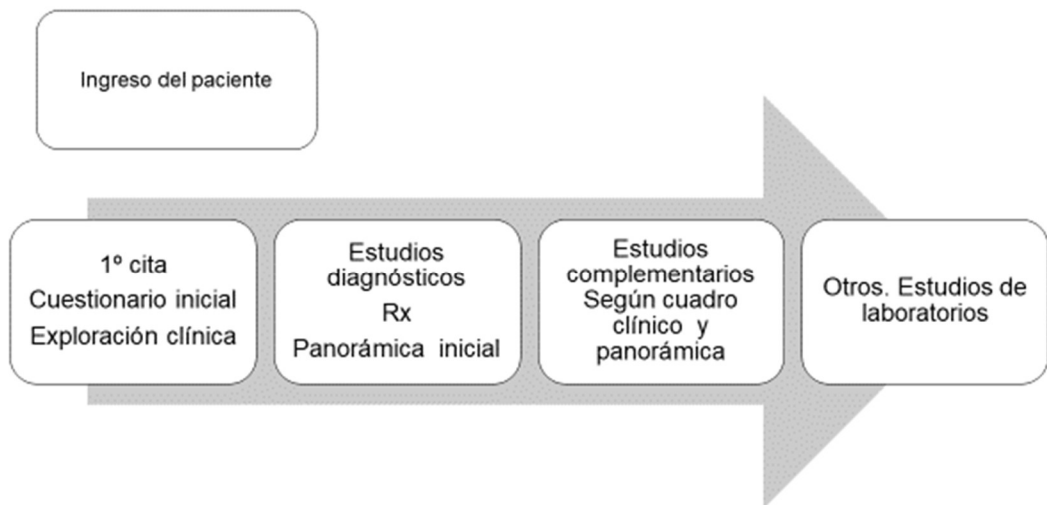 Ingreso del paciente
1º cita
Cuestionario inicial
Exploración clínica
Estudios
diagnósticos
Rx
Panorámica inicial
Estudios
complementarios
Según cuadro
clínico y
panorámica
Otros. Estudios de
laboratorios